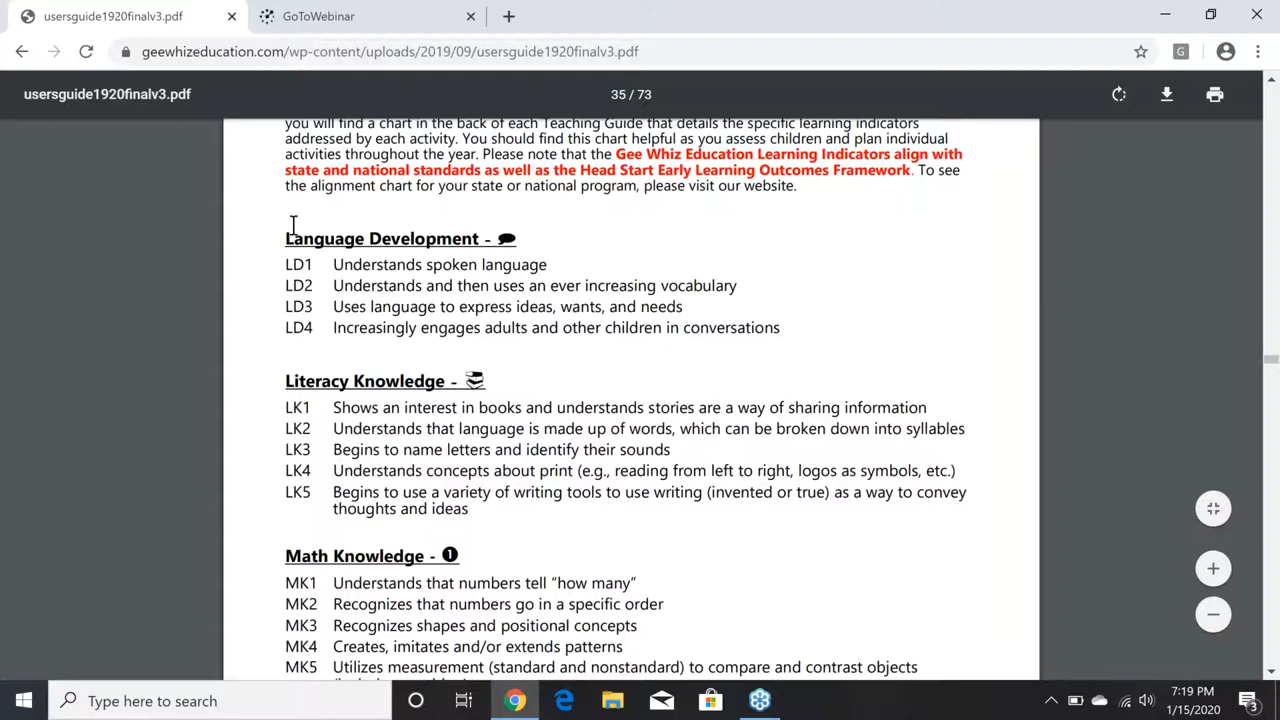 usersguide1920finalv3.pdf
GoToWebinar
geewhizeducation.com/wp-content/uploads/2019/09/usersguide1920finalv3.pdf
G
usersguide1920finalv3.pdf
35 / 73
you will find a chart in the back of each Teaching Guide that details the specific learning indicators
addressed by each activity. You should find this chart helpful as you assess children and plan individual
activities throughout the year. Please note that the Gee Whiz Education Learning Indicators align with
state and national standards as well as the Head Start Early Learning Outcomes Framework. To see
the alignment chart for your state or national program, please visit our website.
Language Development -
LD1 Understands spoken language
LD2 Understands and then uses an ever increasing vocabulary
LD3 Uses language to express ideas, wants, and needs
LD4 Increasingly engages adults and other children in conversations
Literacy Knowledge -
LK1 Shows an interest in books and understands stories are a way of sharing information
LK2 Understands that language is made up of words, which can be broken down into syllables
LK3 Begins to name letters and identify their sounds
LK4 Understands concepts about print (e.g., reading from left to right, logos as symbols, etc.)
LK5 Begins to use a variety of writing tools to use writing (invented or true) as a way to convey
thoughts and ideas
Math Knowledge - ❶
MK1 Understands that numbers tell “how many”
MK2 Recognizes that numbers go in a specific order
MK3 Recognizes shapes and positional concepts
MK4 Creates, imitates and/or extends patterns
MK5 Utilizes measurement (standard and nonstandard) to compare and contrast objects
Type here to search
7:19 PM
1/15/2020
3